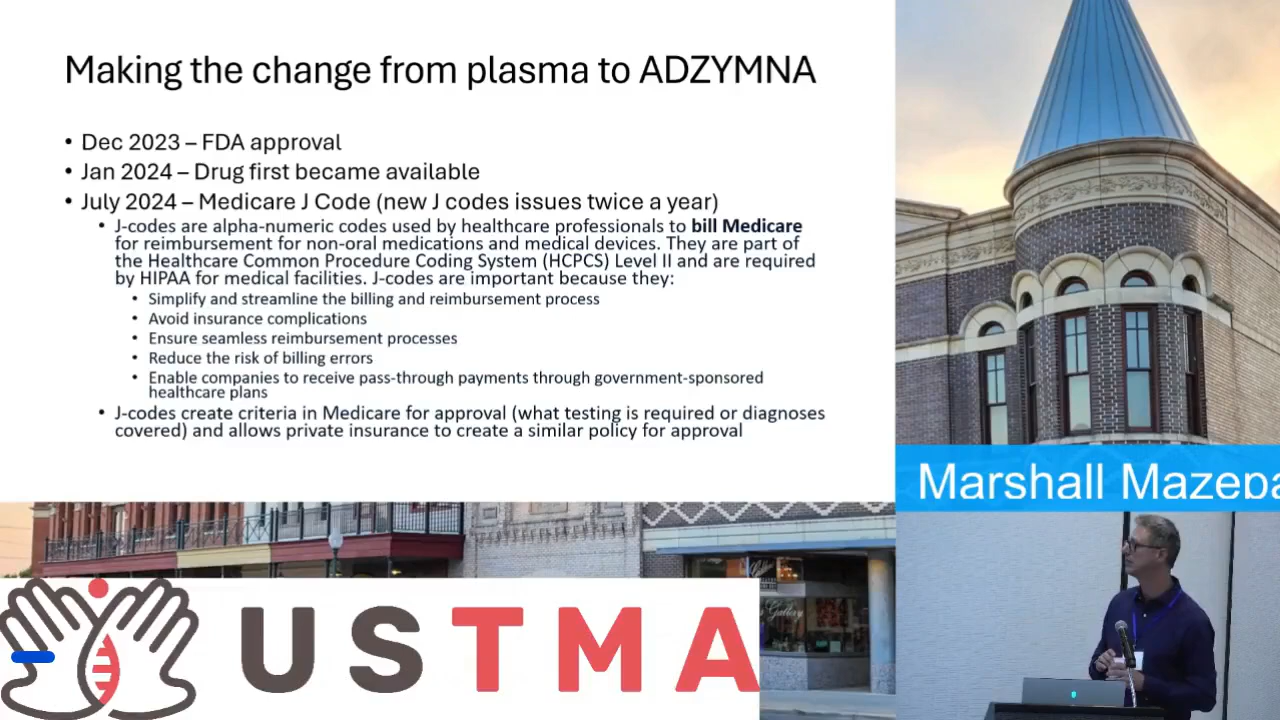 Making the change from plasma to ADZYMNA
• Dec 2023 – FDA approval
• Jan 2024 – Drug first became available
• July 2024 – Medicare J Code (new J codes issues twice a year)
• J-codes are alpha-numeric codes used by healthcare professionals to bill Medicare
for reimbursement for non-oral medications and medical devices. They are part of
the Healthcare Common Procedure Coding System (HCPCS) Level II and are required
by HIPAA for medical facilities. J-codes are important because they:
• Simplify and streamline the billing and reimbursement process
• Avoid insurance complications
• Ensure seamless reimbursement processes
• Reduce the risk of billing errors
• Enable companies to receive pass-through payments through government-sponsored
healthcare plans
• J-codes create criteria in Medicare for approval (what testing is required or diagnoses
covered) and allows private insurance to create a similar policy for approval
Marshall Mazepa
Gallery
USTMA